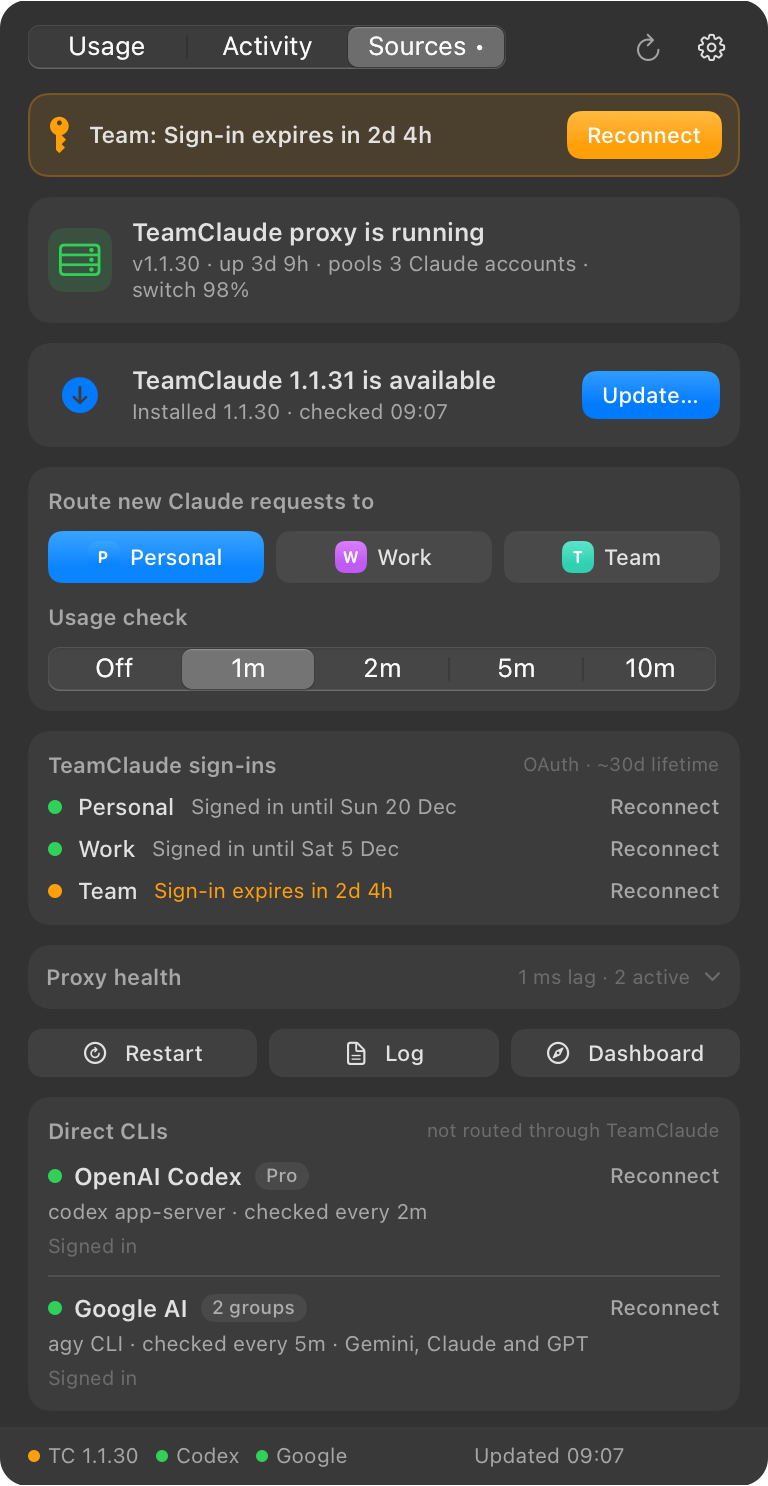 Usage Activity Sources •
Team: Sign-in expires in 2d 4h Reconnect
TeamClaude proxy is running
v1.1.30 · up 3d 9h · pools 3 Claude accounts ·
switch 98%
TeamClaude 1.1.31 is available
Installed 1.1.30 · checked 09:07
Update...
Route new Claude requests to
P Personal W Work T Team
Usage check
Off 1m 2m 5m 10m
TeamClaude sign-ins OAuth · ~30d lifetime
Personal Signed in until Sun 20 Dec Reconnect
Work Signed in until Sat 5 Dec Reconnect
Team Sign-in expires in 2d 4h Reconnect
Proxy health 1 ms lag · 2 active
Restart Log Dashboard
Direct CLIs not routed through TeamClaude
OpenAI Codex Pro Reconnect
codex app-server · checked every 2m
Signed in
Google AI 2 groups Reconnect
agy CLI · checked every 5m · Gemini, Claude and GPT
Signed in
TC 1.1.30 Codex Google Updated 09:07